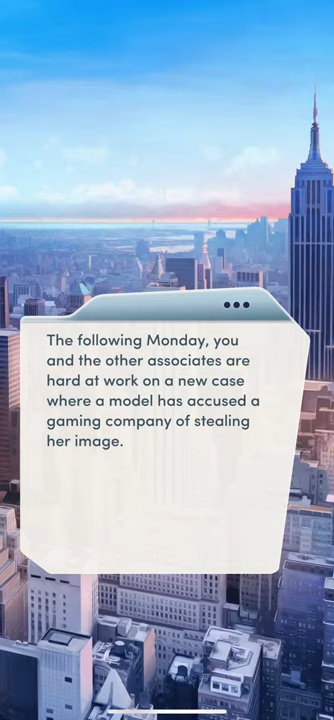 The following Monday, you
and the other associates are
hard at work on a new case
where a model has accused a
gaming company of stealing
her image.